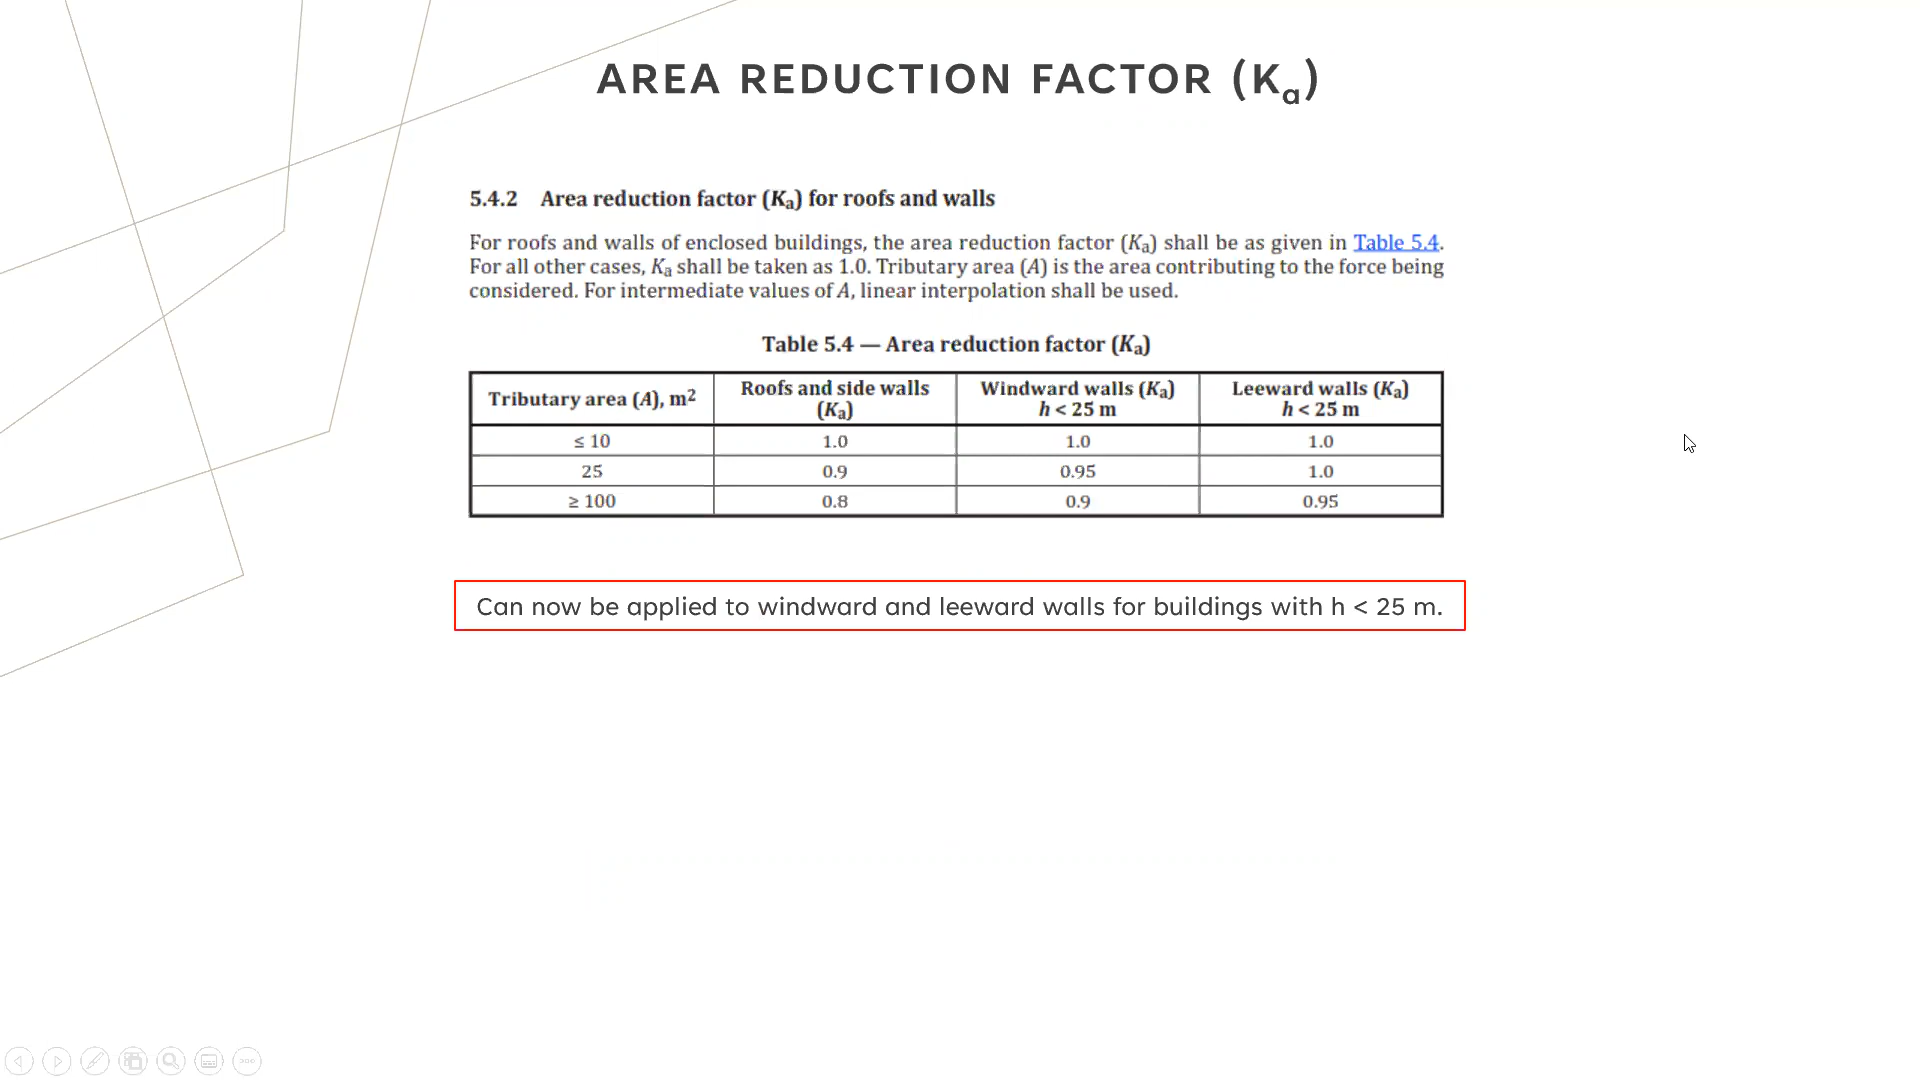 AREA REDUCTION FACTOR (Ka)
5.4.2 Area reduction factor (Ka) for roofs and walls
For roofs and walls of enclosed buildings, the area reduction factor (Ka) shall be as given in Table 5.4.
For all other cases, Ka shall be taken as 1.0. Tributary area (A) is the area contributing to the force being
considered. For intermediate values of A, linear interpolation shall be used.
Table 5.4 — Area reduction factor (Ka)
Tributary area (A), m2 Roofs and side walls (Ka) Windward walls (Ka) h < 25 m Leeward walls (Ka) h < 25 m
≤ 10 1.0 1.0 1.0
25 0.9 0.95 1.0
≥ 100 0.8 0.9 0.95
Can now be applied to windward and leeward walls for buildings with h < 25 m.